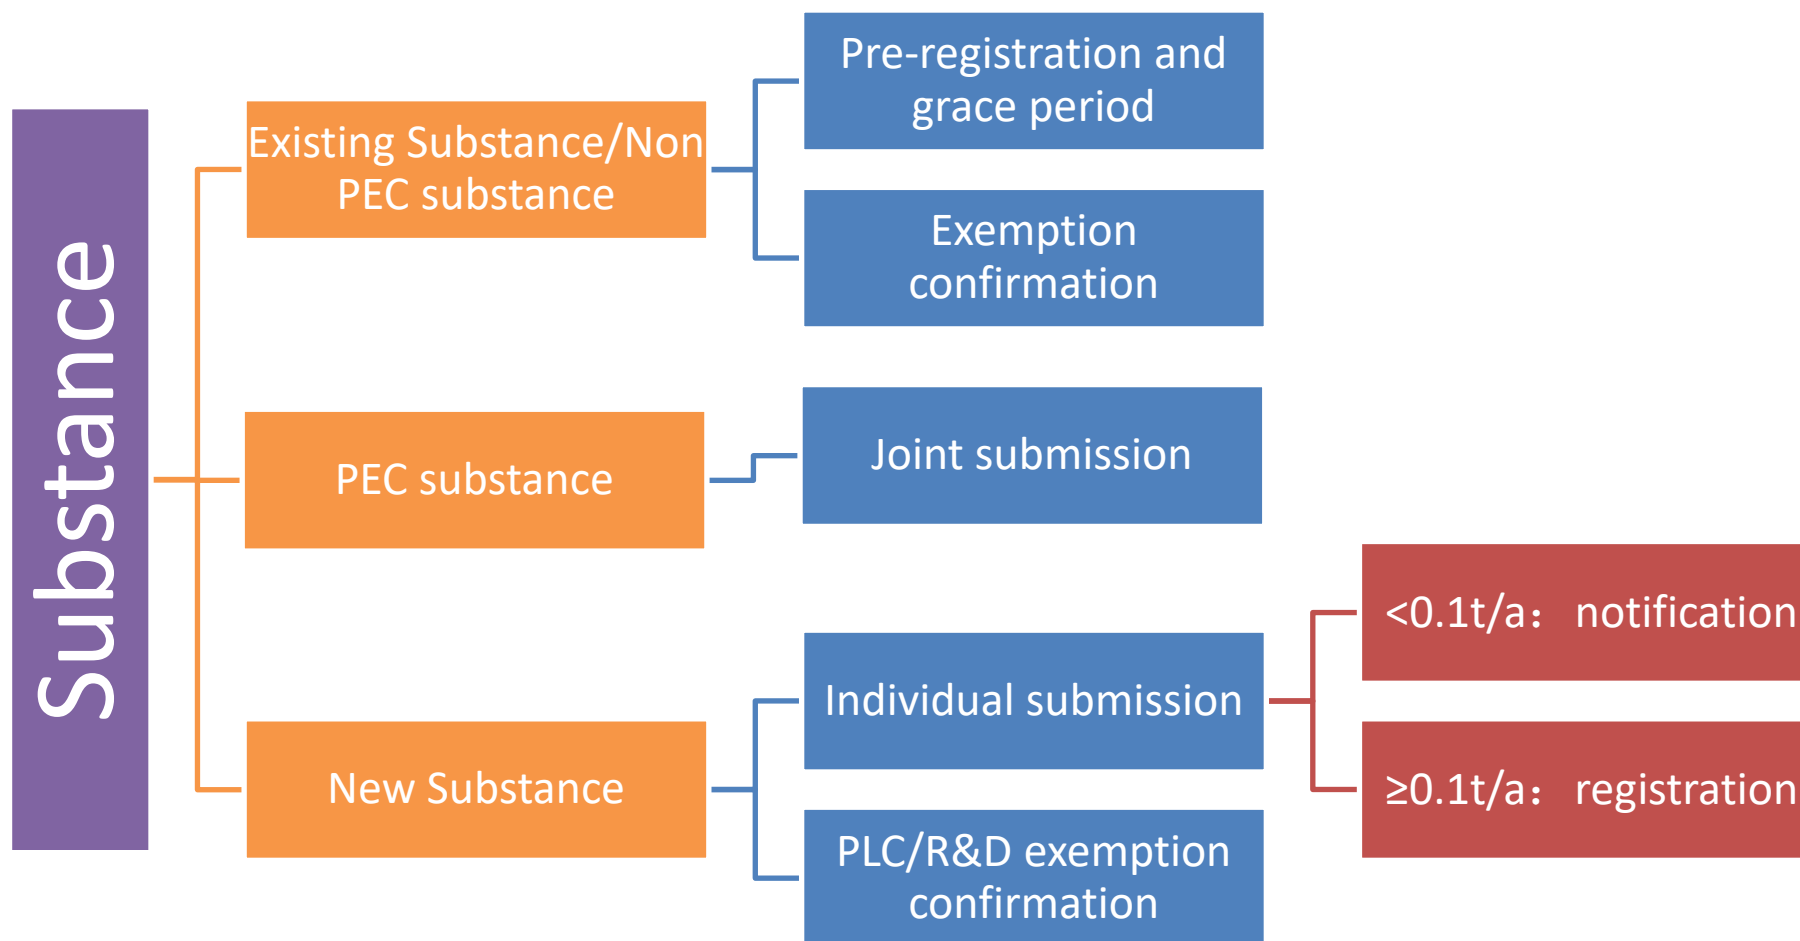 Substance
Existing Substance/Non
PEC substance
Pre-registration and
grace period
Exemption
confirmation
PEC substance
Joint submission
New Substance
Individual submission
<0.1t/a：notification
≥0.1t/a：registration
PLC/R&D exemption
confirmation